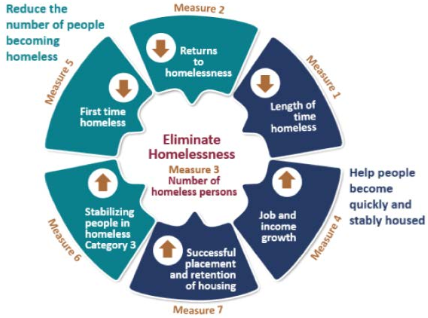 Reduce the
number of people
becoming
homeless
Measure 2
Returns
to
homelessness
Measure 1
Length of
time
homeless
Measure 5
First time
homeless
Eliminate
Homelessness
Measure 3
Number of
homeless persons
Help people
become
quickly and
stably housed
Measure 4
Job and
income
growth
Measure 6
Stabilizing
people in
homeless
Category 3
Successful
placement
and retention
of housing
Measure 7